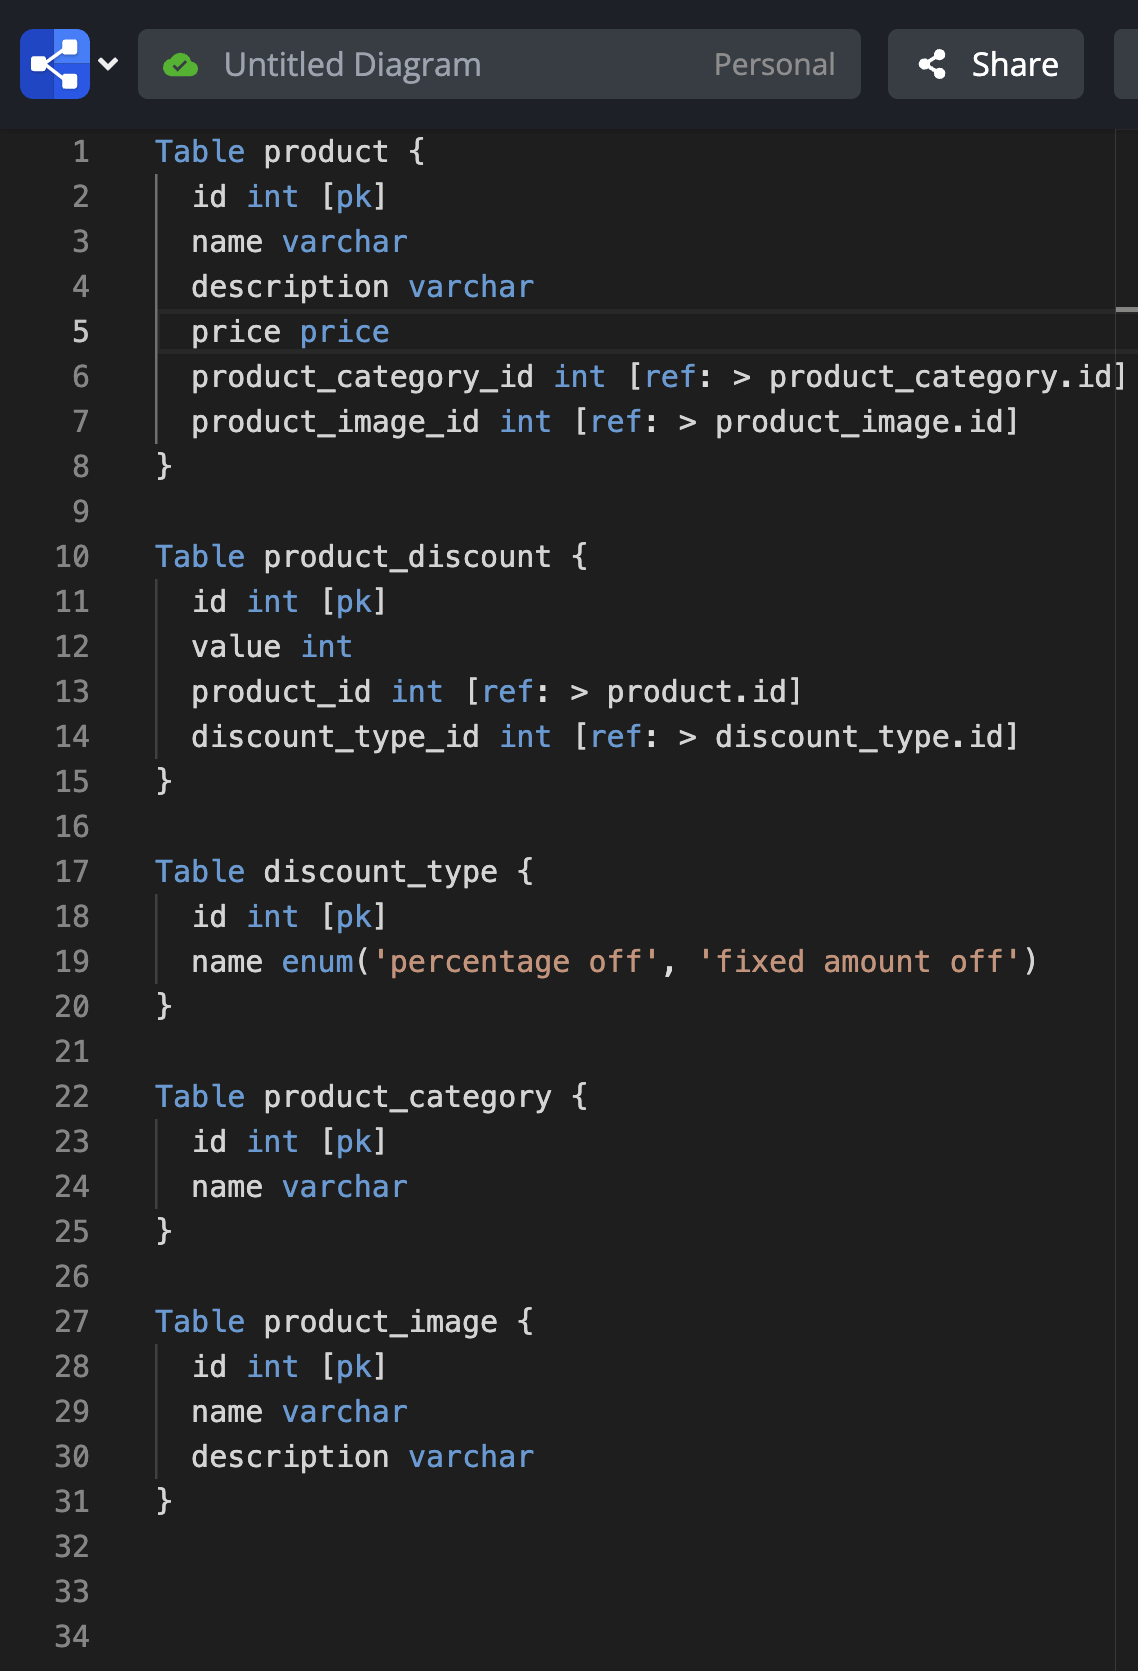 Untitled Diagram Personal Share
1 Table product {
2 id int [pk]
3 name varchar
4 description varchar
5 price price
6 product_category_id int [ref: > product_category.id]
7 product_image_id int [ref: > product_image.id]
8 }
9
10 Table product_discount {
11 id int [pk]
12 value int
13 product_id int [ref: > product.id]
14 discount_type_id int [ref: > discount_type.id]
15 }
16
17 Table discount_type {
18 id int [pk]
19 name enum('percentage off', 'fixed amount off')
20 }
21
22 Table product_category {
23 id int [pk]
24 name varchar
25 }
26
27 Table product_image {
28 id int [pk]
29 name varchar
30 description varchar
31 }
32
33
34